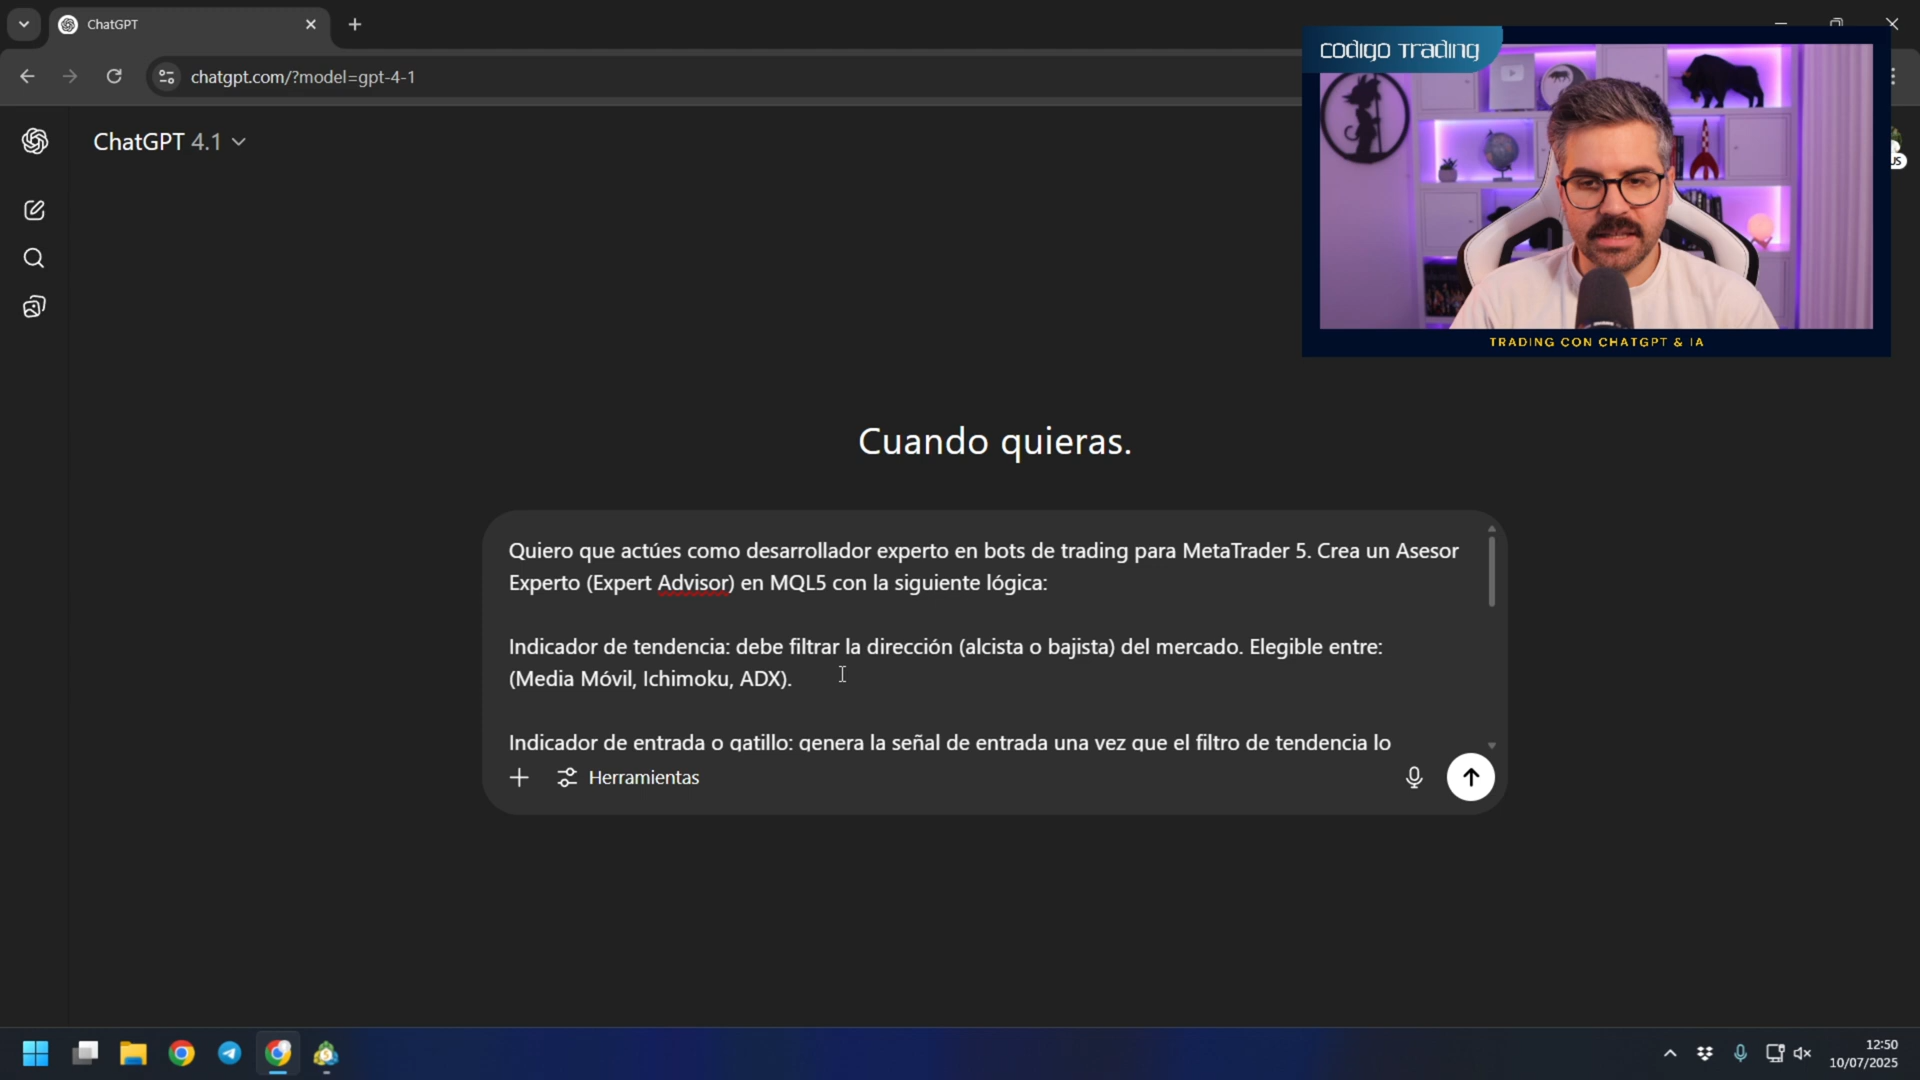 ChatGPT
chatgpt.com/?model=gpt-4-1
codigo Trading
ChatGPT 4.1
TRADING CON CHATGPT & IA
Cuando quieras.
Quiero que actúes como desarrollador experto en bots de trading para MetaTrader 5. Crea un Asesor
Experto (Expert Advisor) en MQL5 con la siguiente lógica:
Indicador de tendencia: debe filtrar la dirección (alcista o bajista) del mercado. Elegible entre:
(Media Móvil, Ichimoku, ADX).
Indicador de entrada o gatillo: genera la señal de entrada una vez que el filtro de tendencia lo
Herramientas
12:50
10/07/2025